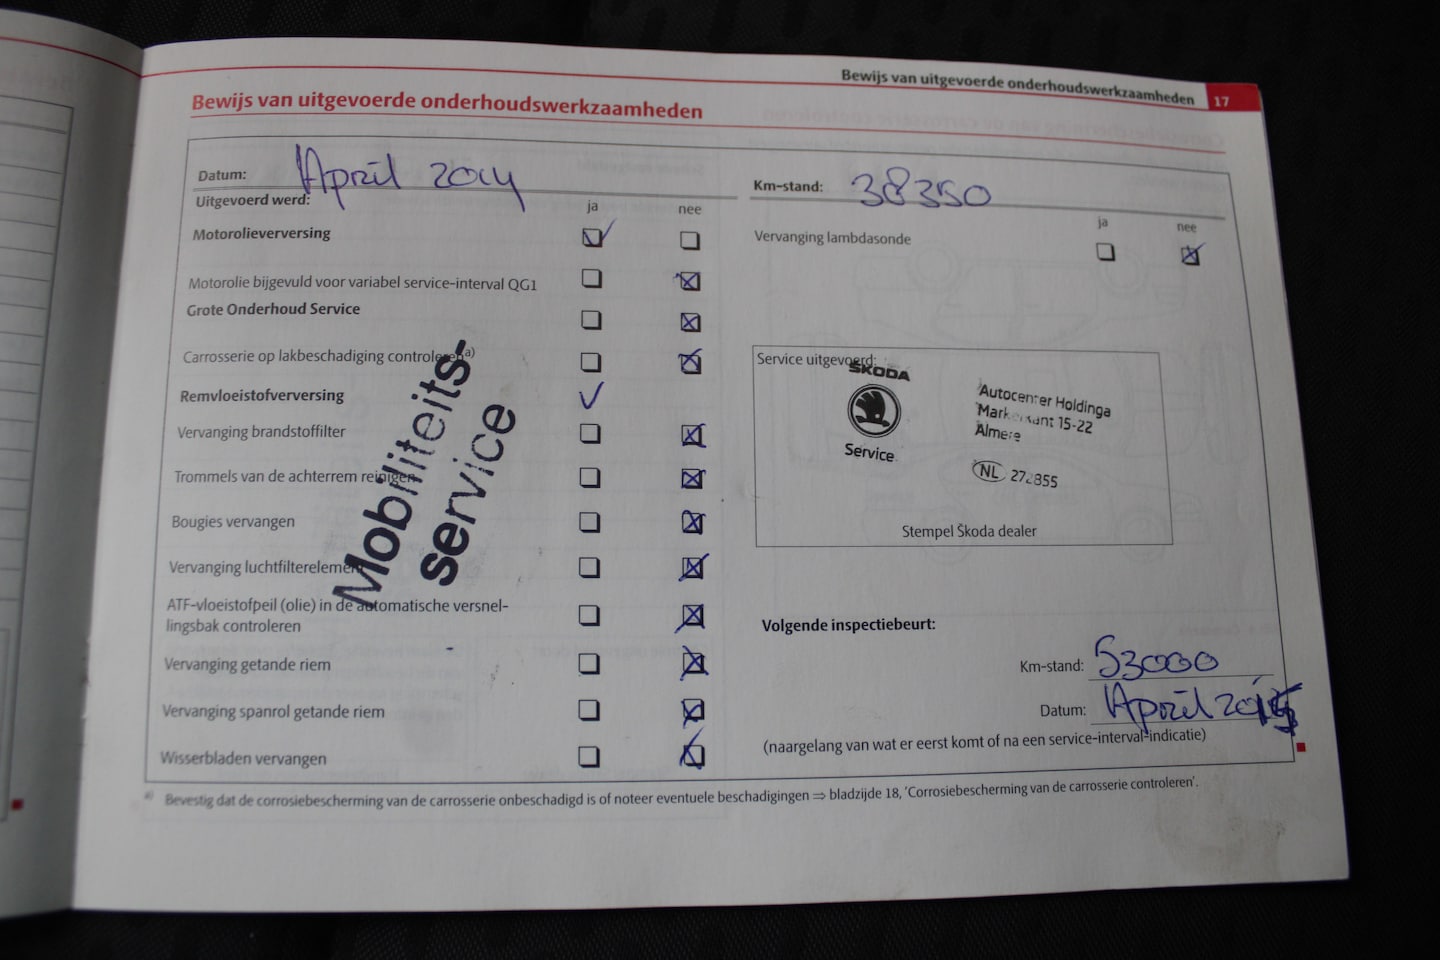 Bewijs van uitgevoerde onderhoudswerkzaamheden 17
Bewijs van uitgevoerde onderhoudswerkzaamheden
Datum: April 2014
Km-stand: 38350
Uitgevoerd werd:
ja nee
Motorolieverversing
Motorolie bijgevuld voor variabel service-interval QG1
Grote Onderhoud Service
Carrosserie op lakbeschadiging controleren a)
Remvloeistofverversing
Vervanging brandstoffilter
Trommels van de achterrem reinigen
Bougies vervangen
Vervanging luchtfilterelement
ATF-vloeistofpeil (olie) in de automatische versnel-
lingsbak controleren
Vervanging getande riem
Vervanging spanrol getande riem
Wisserbladen vervangen
Mobiliteits-
service
ja nee
Vervanging lambdasonde
Service uitgevoerd:
ŠKODA
Service
Autocenter Holdinga
15-22
Almere
NL
Stempel Škoda dealer
Volgende inspectiebeurt:
Km-stand: 53000
Datum: April 2015
(naargelang van wat er eerst komt of na een service-interval-indicatie)
a) Bevestig dat de corrosiebescherming van de carrosserie onbeschadigd is of noteer eventuele beschadigingen ⇒ bladzijde 18, 'Corrosiebescherming van de carrosserie controleren'.